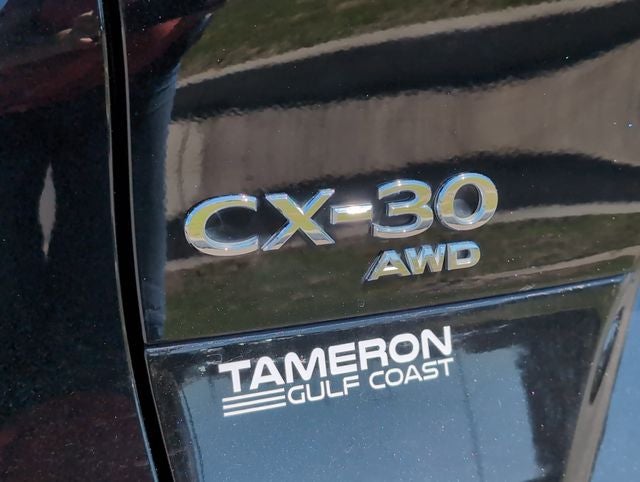 CX-30
AWD
TAMERON
GULF COAST